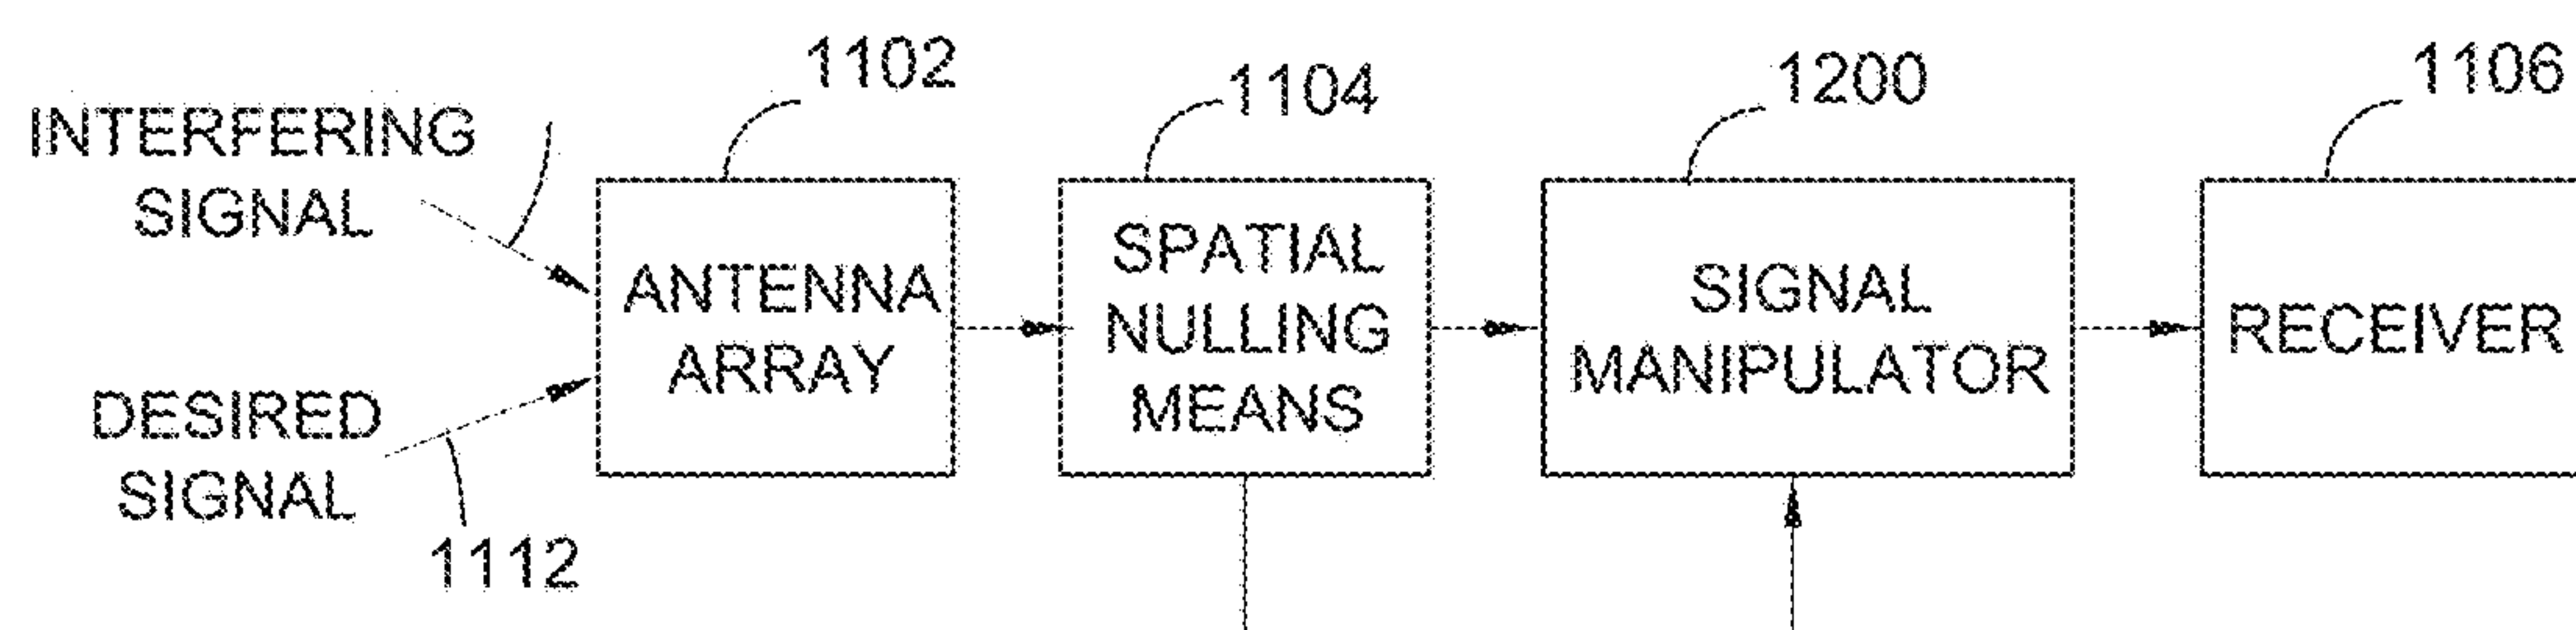 1102
1104
1200
1106
INTERFERING
SIGNAL
ANTENNA
ARRAY
SPATIAL
NULLING
MEANS
SIGNAL
MANIPULATOR
RECEIVER
DESIRED
SIGNAL
1112